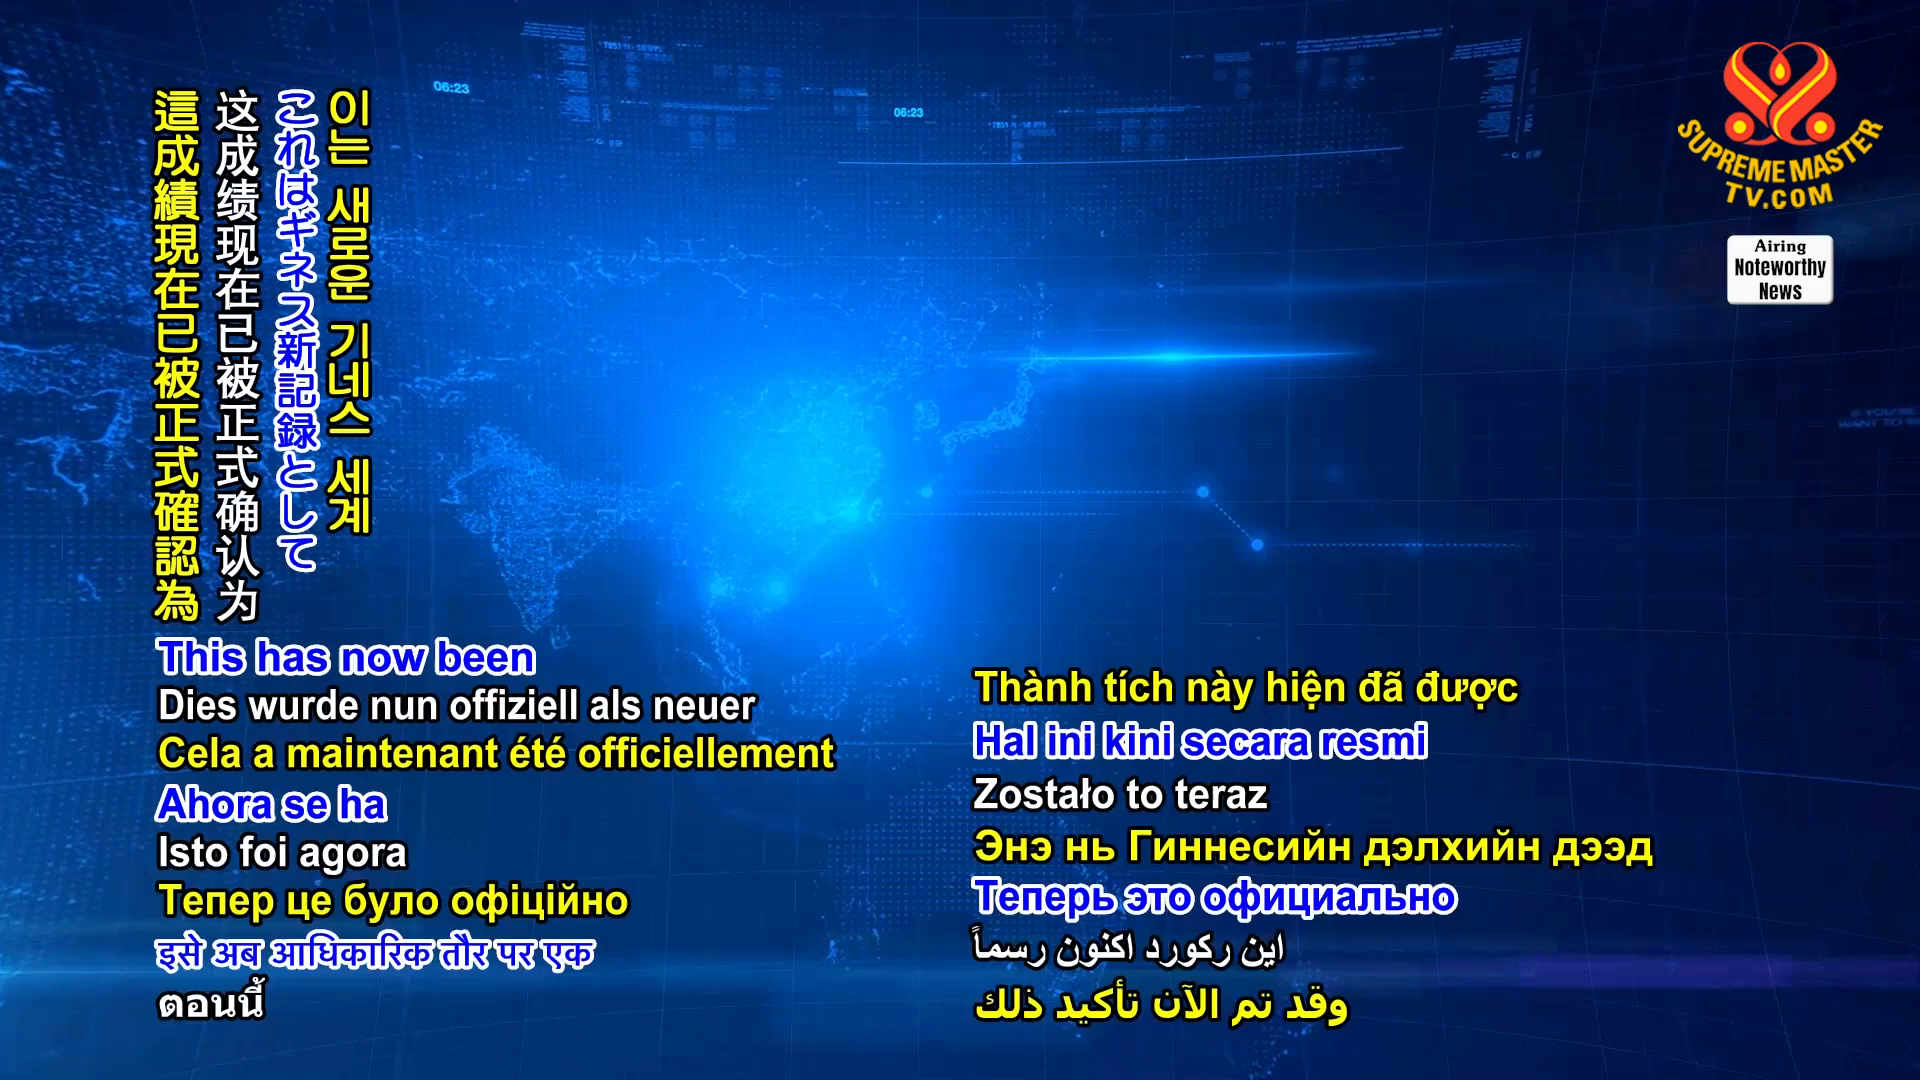 這成績現在已被正式確認為
这成绩现在已被正式确认为
これはギネス新記録として
이는 새로운 기네스 세계
This has now been
Dies wurde nun offiziell als neuer
Cela a maintenant été officiellement
Ahora se ha
Isto foi agora
Тепер це було офіційно
इसे अब आधिकारिक तौर पर एक
ตอนนี้
Thành tích này hiện đã được
Hal ini kini secara resmi
Zostało to teraz
Энэ нь Гиннесийн дэлхийн дээд
Теперь это официально
این رکورد اکنون رسماً
وقد تم الآن تأكيد ذلك
SUPREME MASTER
TV.COM
Airing
Noteworthy
News
06:23
06:23